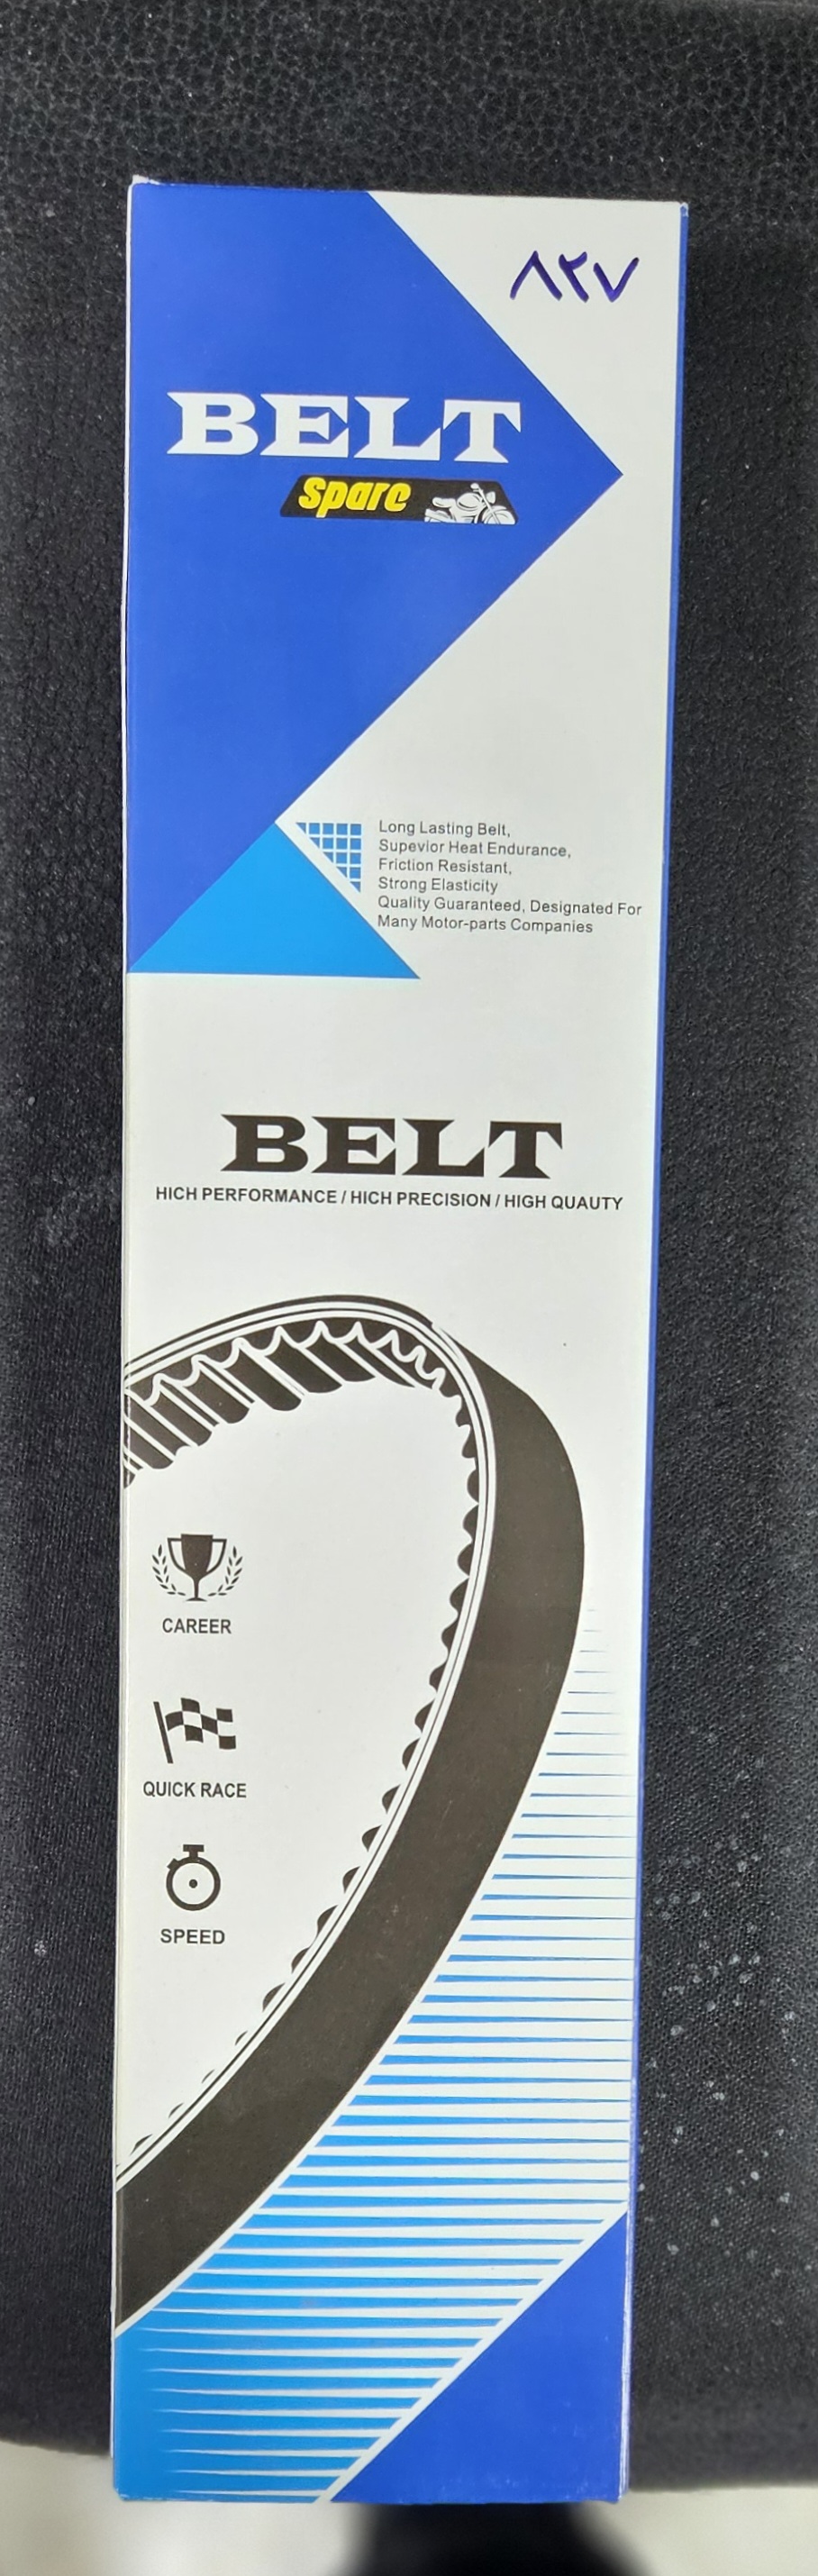 ٨٢٧
BELT
Spare
Long Lasting Belt,
Supevior Heat Endurance,
Friction Resistant,
Strong Elasticity
Quality Guaranteed, Designated For
Many Motor-parts Companies
BELT
HICH PERFORMANCE / HICH PRECISION / HIGH QUAUTY
CAREER
QUICK RACE
SPEED